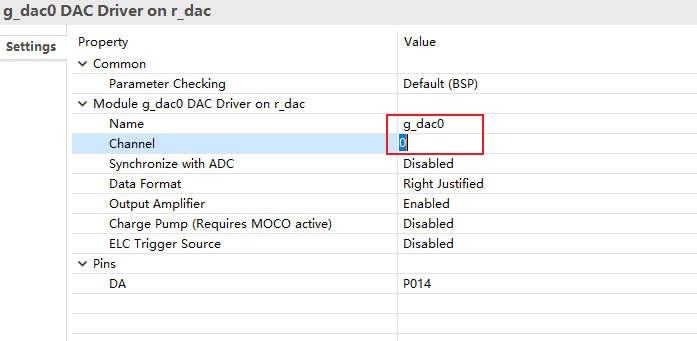 g_dac0 DAC Driver on r_dac
Settings
Property Value
Common
Parameter Checking Default (BSP)
Module g_dac0 DAC Driver on r_dac
Name g_dac0
Channel 0
Synchronize with ADC Disabled
Data Format Right Justified
Output Amplifier Enabled
Charge Pump (Requires MOCO active) Disabled
ELC Trigger Source Disabled
Pins
DA P014